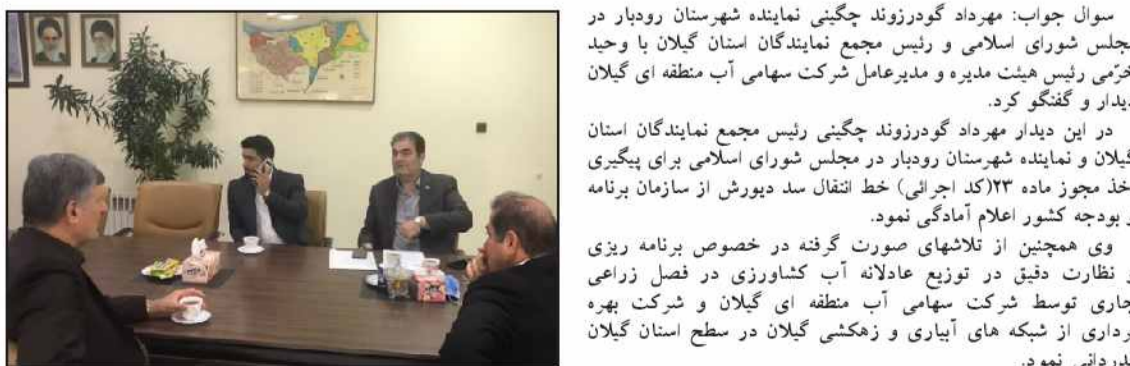 سوال جواب: مهرداد گودرزوند چگینی نماینده شهرستان رودبار در
مجلس شورای اسلامی و رئیس مجمع نمایندگان استان گیلان با وحید
خرّمی رئیس هیئت مدیره و مدیرعامل شرکت سهامی آب منطقه ای گیلان
دیدار و گفتگو کرد.
در این دیدار مهرداد گودرزوند چگینی رئیس مجمع نمایندگان استان
گیلان و نماینده شهرستان رودبار در مجلس شورای اسلامی برای پیگیری
اخذ مجوز ماده ۲۳(کد اجرائی) خط انتقال سد دیورش از سازمان برنامه
و بودجه کشور اعلام آمادگی نمود.
وی همچنین از تلاشهای صورت گرفته در خصوص برنامه ریزی
و نظارت دقیق در توزیع عادلانه آب کشاورزی در فصل زراعی
جاری توسط شرکت سهامی آب منطقه ای گیلان و شرکت بهره
برداری از شبکه های آبیاری و زهکشی گیلان در سطح استان گیلان
قدردانی نمود.